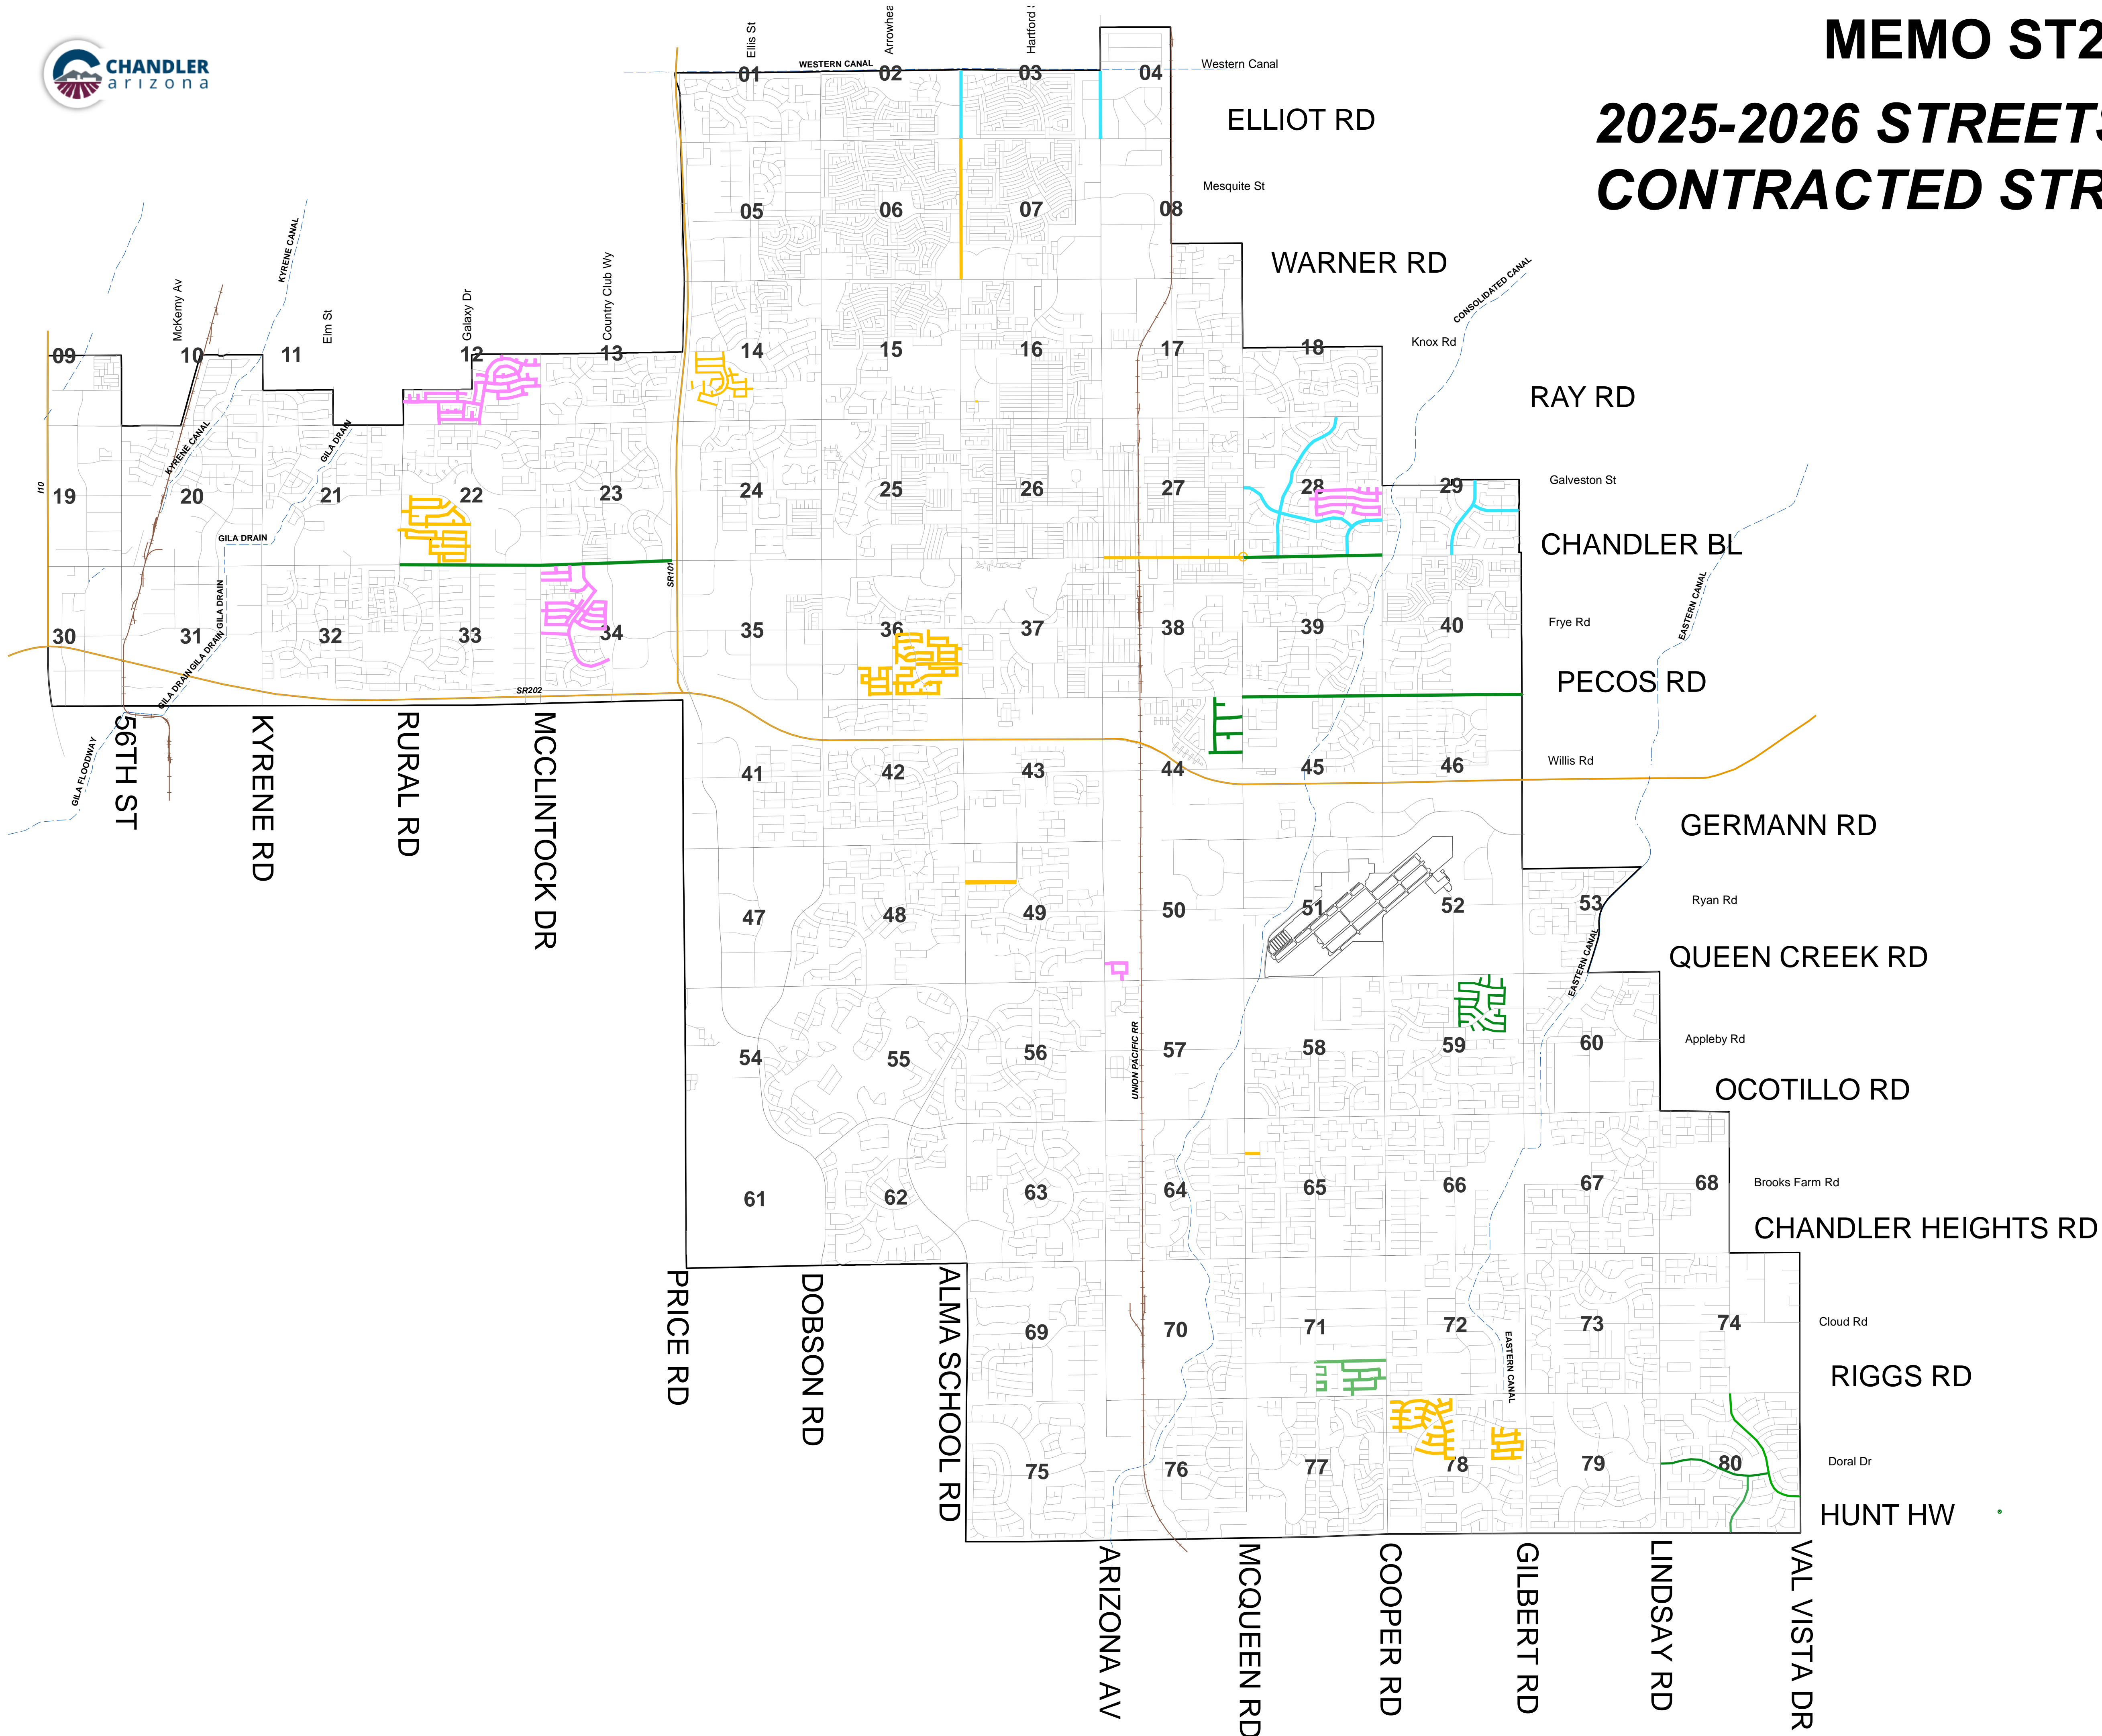 CHANDLER
arizona
MEMO ST2
2025-2026 STREETS
CONTRACTED STR
Ellis St
Arrowhea
Hartford S
WESTERN CANAL
Western Canal
01
02
03
04
ELLIOT RD
Mesquite St
05
06
07
08
WARNER RD
CONSOLIDATED CANAL
KYRENE CANAL
McKemy Av
Elm St
Galaxy Dr
Country Club Wy
09
10
11
12
13
14
15
16
17
18
Knox Rd
RAY RD
KYRENE CANAL
GILA DRAIN
I10
19
20
21
22
23
24
25
26
27
28
29
Galveston St
GILA DRAIN
CHANDLER BL
SR101
GILA DRAIN
EASTERN CANAL
30
31
32
33
34
35
36
37
38
39
40
Frye Rd
GILA DRAIN
GILA DRAIN
SR202
PECOS RD
56TH ST
KYRENE RD
RURAL RD
MCCLINTOCK DR
GILA FLOODWAY
41
42
43
44
45
46
Willis Rd
GERMANN RD
47
48
49
50
51
52
53
Ryan Rd
EASTERN CANAL
QUEEN CREEK RD
54
55
56
57
58
59
60
Appleby Rd
UNION PACIFIC RR
OCOTILLO RD
61
62
63
64
65
66
67
68
Brooks Farm Rd
CHANDLER HEIGHTS RD
PRICE RD
DOBSON RD
ALMA SCHOOL RD
69
70
71
72
73
74
Cloud Rd
EASTERN CANAL
RIGGS RD
75
76
77
78
79
80
Doral Dr
HUNT HW
ARIZONA AV
MCQUEEN RD
COOPER RD
GILBERT RD
LINDSAY RD
VAL VISTA DR